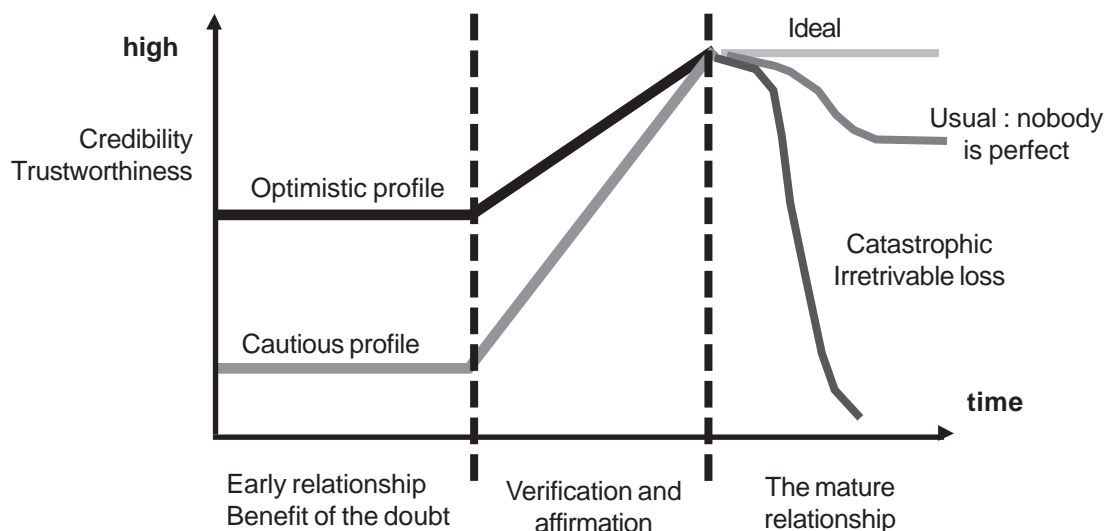 high
Credibility
Trustworthiness
Ideal
Usual : nobody
is perfect
Optimistic profile
Catastrophic
Irretrivable loss
Cautious profile
time
Early relationship
Benefit of the doubt
Verification and
affirmation
The mature
relationship